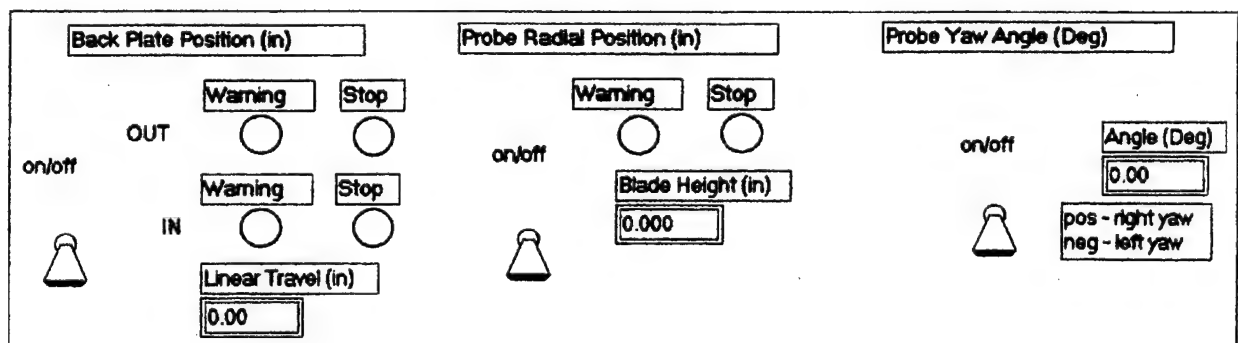 Back Plate Position (in)
Warning Stop
OUT
on/off
Warning Stop
IN
Linear Travel (in)
0.00
Probe Radial Position (in)
Warning Stop
on/off
Blade Height (in)
0.000
Probe Yaw Angle (Deg)
on/off
Angle (Deg)
0.00
pos - right yaw
neg - left yaw